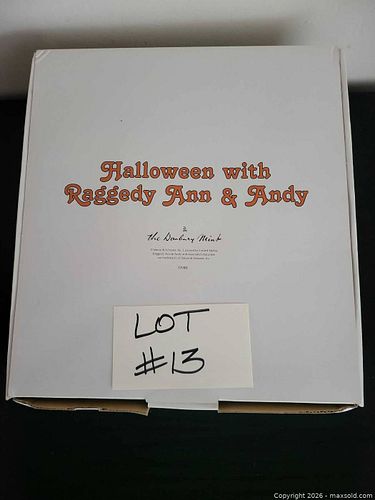 Halloween with
Raggedy Ann & Andy
the Danbury Mint
LOT
#13
Copyright 2026 - maxsold.com